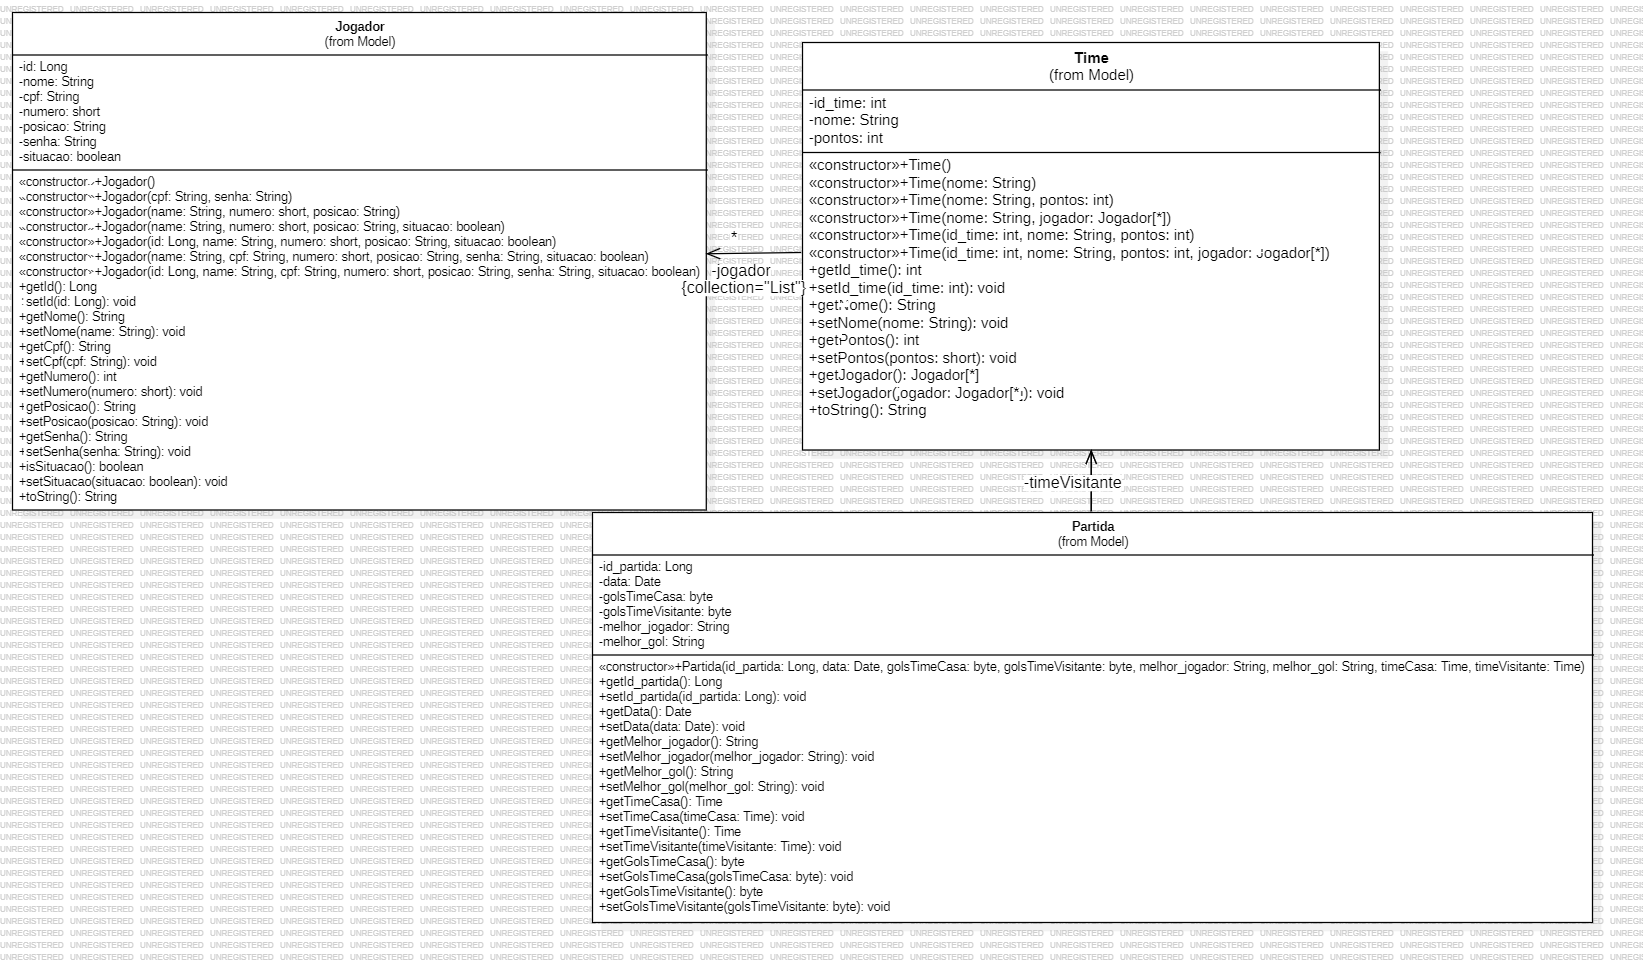 Jogador
(from Model)
-id: Long
-nome: String
-cpf: String
-numero: short
-posicao: String
-senha: String
-situacao: boolean
«constructor»+Jogador()
«constructor»+Jogador(cpf: String, senha: String)
«constructor»+Jogador(name: String, numero: short, posicao: String)
«constructor»+Jogador(name: String, numero: short, posicao: String, situacao: boolean)
«constructor»+Jogador(id: Long, name: String, numero: short, posicao: String, situacao: boolean)
«constructor»+Jogador(name: String, cpf: String, numero: short, posicao: String, senha: String, situacao: boolean)
«constructor»+Jogador(id: Long, name: String, cpf: String, numero: short, posicao: String, senha: String, situacao: boolean)
+getId(): Long
+setId(id: Long): void
+getNome(): String
+setNome(name: String): void
+getCpf(): String
+setCpf(cpf: String): void
+getNumero(): int
+setNumero(numero: short): void
+getPosicao(): String
+setPosicao(posicao: String): void
+getSenha(): String
+setSenha(senha: String): void
+isSituacao(): boolean
+setSituacao(situacao: boolean): void
+toString(): String
*
-jogador
{collection="List"}
Time
(from Model)
-id_time: int
-nome: String
-pontos: int
«constructor»+Time()
«constructor»+Time(nome: String)
«constructor»+Time(nome: String, pontos: int)
«constructor»+Time(nome: String, jogador: Jogador[*])
«constructor»+Time(id_time: int, nome: String, pontos: int)
«constructor»+Time(id_time: int, nome: String, pontos: int, jogador: Jogador[*])
+getId_time(): int
+setId_time(id_time: int): void
+getNome(): String
+setNome(nome: String): void
+getPontos(): int
+setPontos(pontos: short): void
+getJogador(): Jogador[*]
+setJogador(jogador: Jogador[*]): void
+toString(): String
-timeVisitante
Partida
(from Model)
-id_partida: Long
-data: Date
-golsTimeCasa: byte
-golsTimeVisitante: byte
-melhor_jogador: String
-melhor_gol: String
«constructor»+Partida(id_partida: Long, data: Date, golsTimeCasa: byte, golsTimeVisitante: byte, melhor_jogador: String, melhor_gol: String, timeCasa: Time, timeVisitante: Time)
+getId_partida(): Long
+setId_partida(id_partida: Long): void
+getData(): Date
+setData(data: Date): void
+getMelhor_jogador(): String
+setMelhor_jogador(melhor_jogador: String): void
+getMelhor_gol(): String
+setMelhor_gol(melhor_gol: String): void
+getTimeCasa(): Time
+setTimeCasa(timeCasa: Time): void
+getTimeVisitante(): Time
+setTimeVisitante(timeVisitante: Time): void
+getGolsTimeCasa(): byte
+setGolsTimeCasa(golsTimeCasa: byte): void
+getGolsTimeVisitante(): byte
+setGolsTimeVisitante(golsTimeVisitante: byte): void
UNREGISTERED